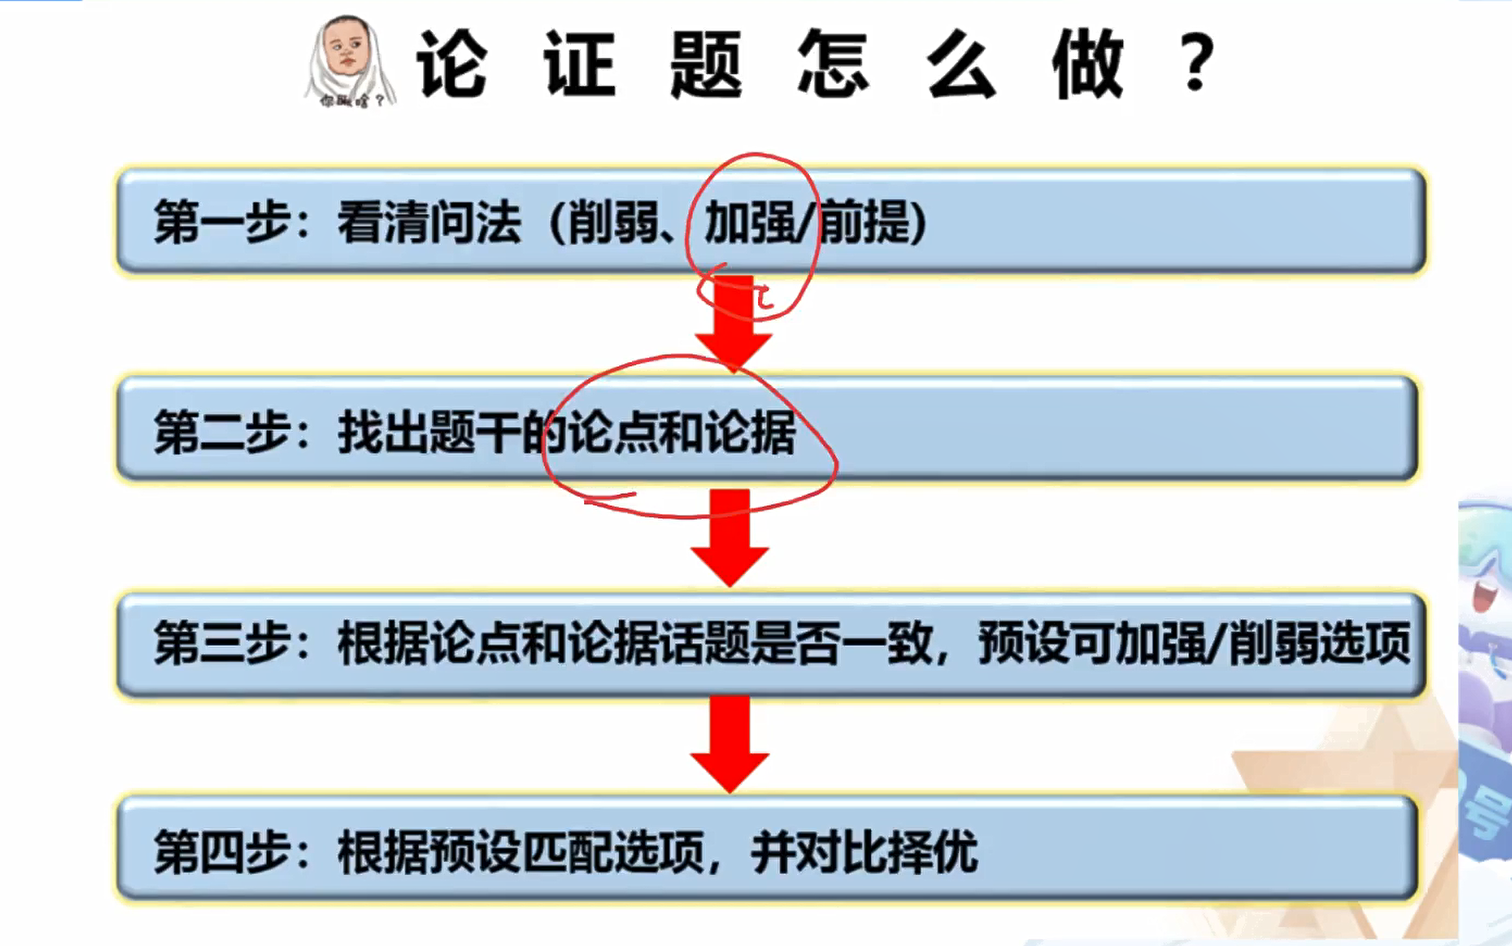 论证题怎么做？
你瞅啥？
第一步：看清问法（削弱、加强/前提）
第二步：找出题干的论点和论据
第三步：根据论点和论据话题是否一致，预设可加强/削弱选项
第四步：根据预设匹配选项，并对比择优
号